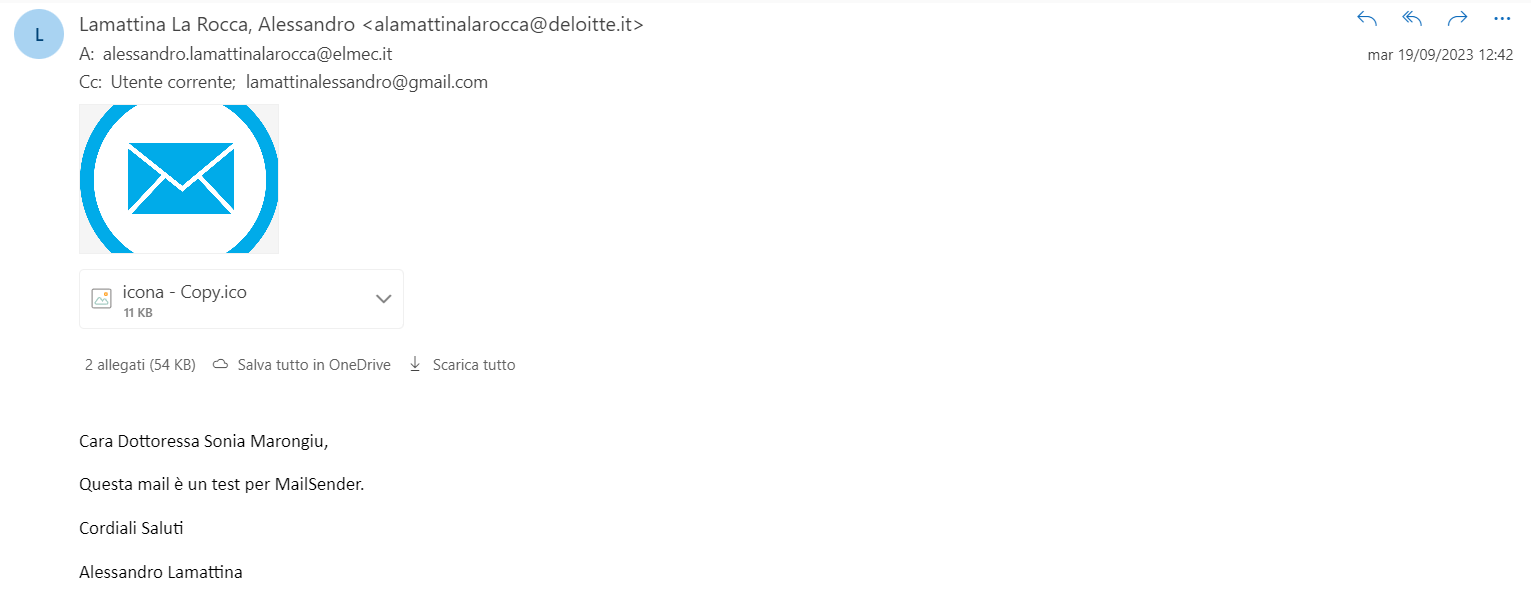 L
Lamattina La Rocca, Alessandro <alamattinalarocca@deloitte.it>
A: alessandro.lamattinalarocca@elmec.it
mar 19/09/2023 12:42
Cc: Utente corrente; lamattinalessandro@gmail.com
icona - Copy.ico
11 KB
2 allegati (54 KB) Salva tutto in OneDrive Scarica tutto
Cara Dottoressa Sonia Marongiu,
Questa mail è un test per MailSender.
Cordiali Saluti
Alessandro Lamattina